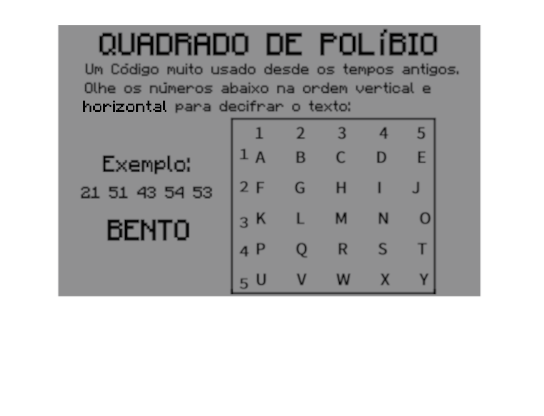 QUADRADO DE POLíBIO
Um Código muito usado desde os tempos antigos.
Olhe os números abaixo na ordem vertical e
horizontal para decifrar o texto:
Exemplo:
21 51 43 54 53
BENTO
1 2 3 4 5
1 A B C D E
2 F G H I J
3 K L M N O
4 P Q R S T
5 U V W X Y